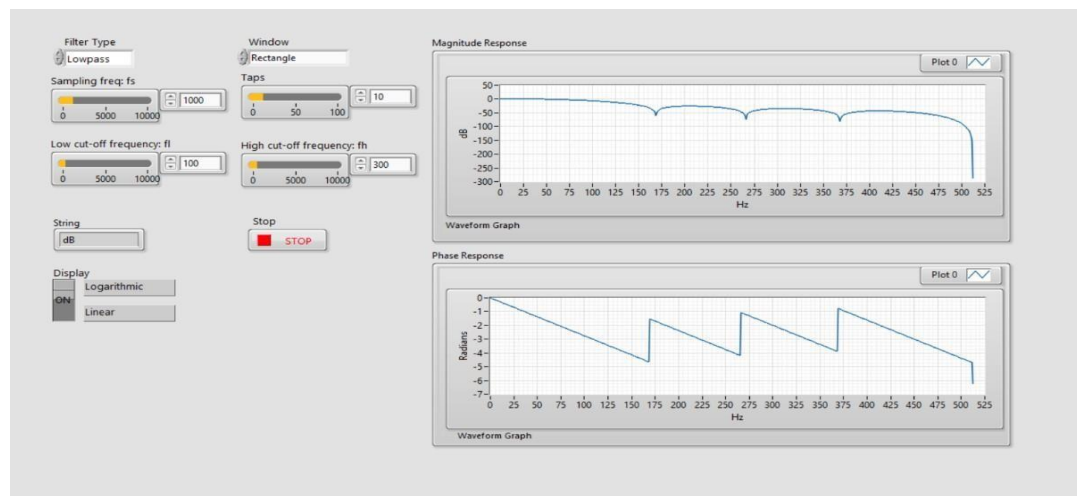 Filter Type
Lowpass
Window
Rectangle
Sampling freq: fs
1000
0 5000 10000
Taps
10
0 50 100
Low cut-off frequency: fl
100
0 5000 10000
High cut-off frequency: fh
300
0 5000 10000
String
dB
Stop
STOP
Display
Logarithmic
ON
Linear
Magnitude Response
Plot 0
50
0
-50
-100
-150
-200
-250
-300
dB
0 25 50 75 100 125 150 175 200 225 250 275 300 325 350 375 400 425 450 475 500 525
Hz
Waveform Graph
Phase Response
Plot 0
0
-1
-2
-3
-4
-5
-6
-7
Radians
0 25 50 75 100 125 150 175 200 225 250 275 300 325 350 375 400 425 450 475 500 525
Hz
Waveform Graph